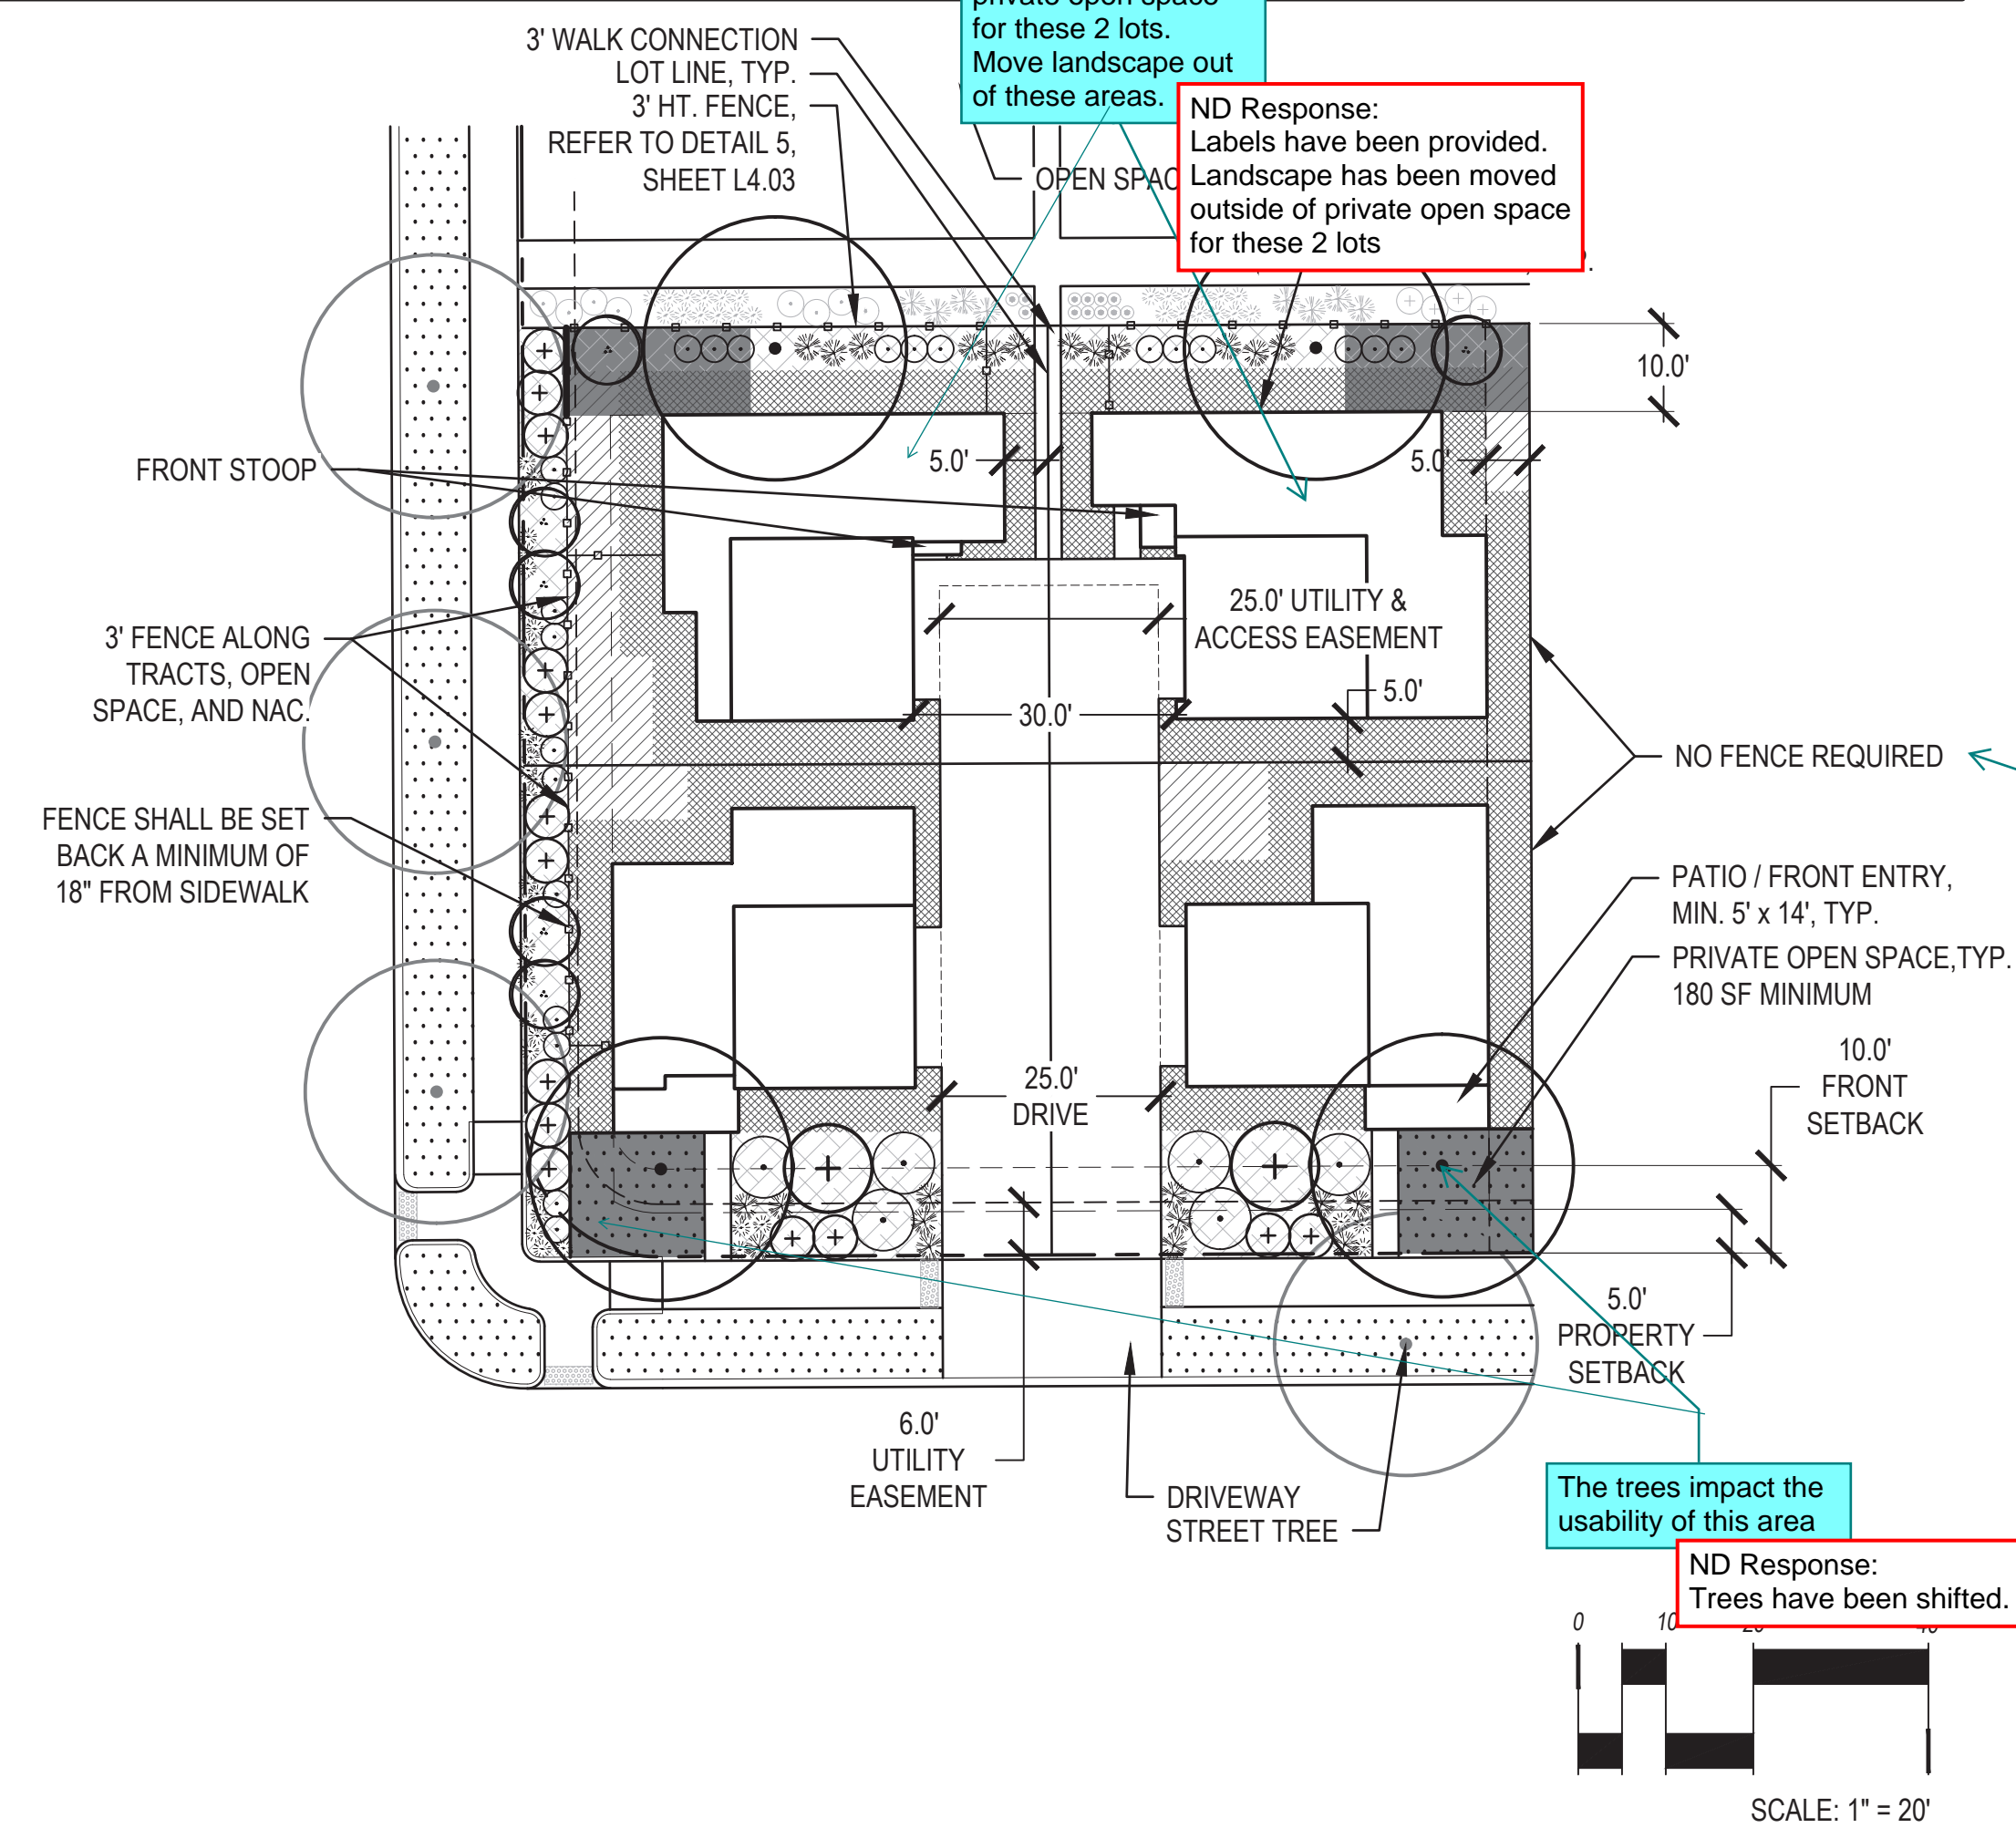 private open space
for these 2 lots.
Move landscape out
of these areas.
3' WALK CONNECTION
LOT LINE, TYP.
3' HT. FENCE,
REFER TO DETAIL 5,
SHEET L4.03
OPEN SPAC
ND Response:
Labels have been provided.
Landscape has been moved
outside of private open space
for these 2 lots
10.0'
FRONT STOOP
5.0'
5.0'
25.0' UTILITY &
ACCESS EASEMENT
3' FENCE ALONG
TRACTS, OPEN
SPACE, AND NAC.
5.0'
30.0'
NO FENCE REQUIRED
FENCE SHALL BE SET
BACK A MINIMUM OF
18" FROM SIDEWALK
PATIO / FRONT ENTRY,
MIN. 5' x 14', TYP.
PRIVATE OPEN SPACE,TYP.
180 SF MINIMUM
10.0'
FRONT
SETBACK
25.0'
DRIVE
5.0'
PROPERTY
SETBACK
6.0'
UTILITY
EASEMENT
DRIVEWAY
STREET TREE
The trees impact the
usability of this area
ND Response:
Trees have been shifted.
0 10
SCALE: 1" = 20'